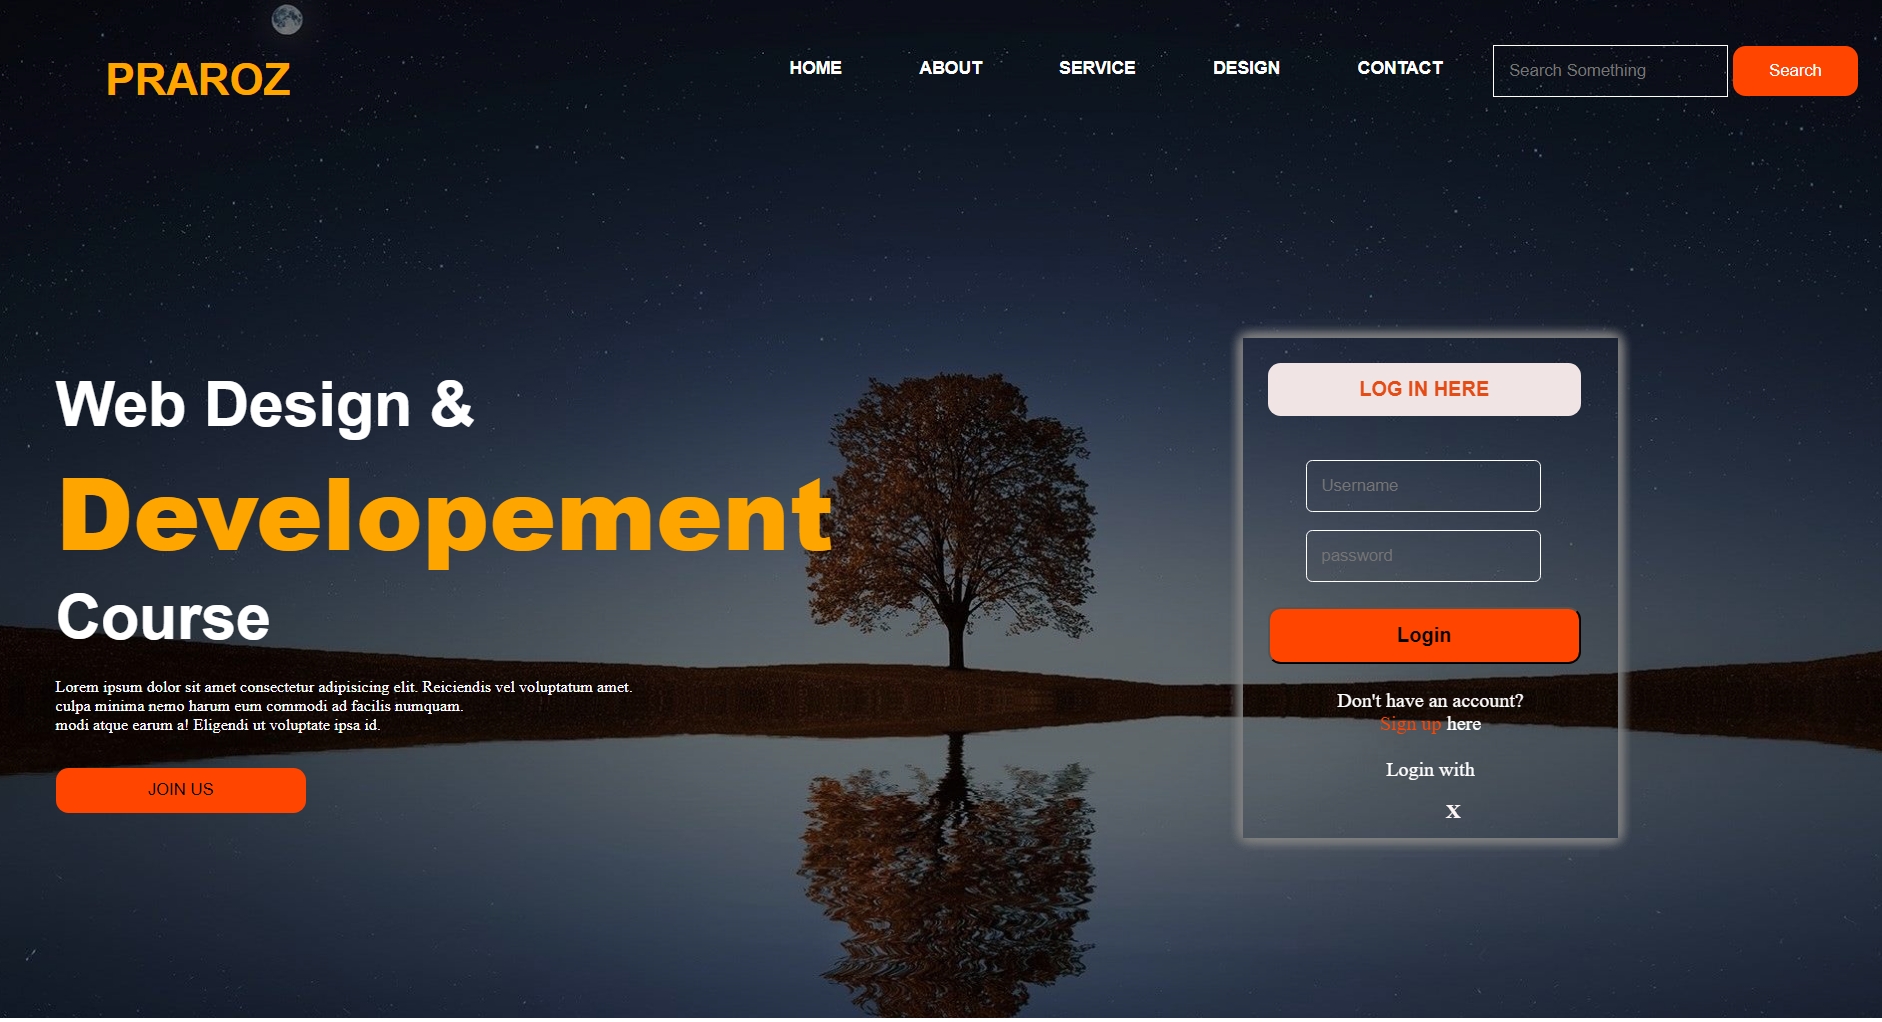 PRAROZ
HOME ABOUT SERVICE DESIGN CONTACT Search Something Search
Web Design &
Developement
Course
Lorem ipsum dolor sit amet consectetur adipisicing elit. Reiciendis vel voluptatum amet.
culpa minima nemo harum eum commodi ad facilis numquam.
modi atque earum a! Eligendi ut voluptate ipsa id.
JOIN US
LOG IN HERE
Username
password
Login
Don't have an account?
Sign up here
Login with
X